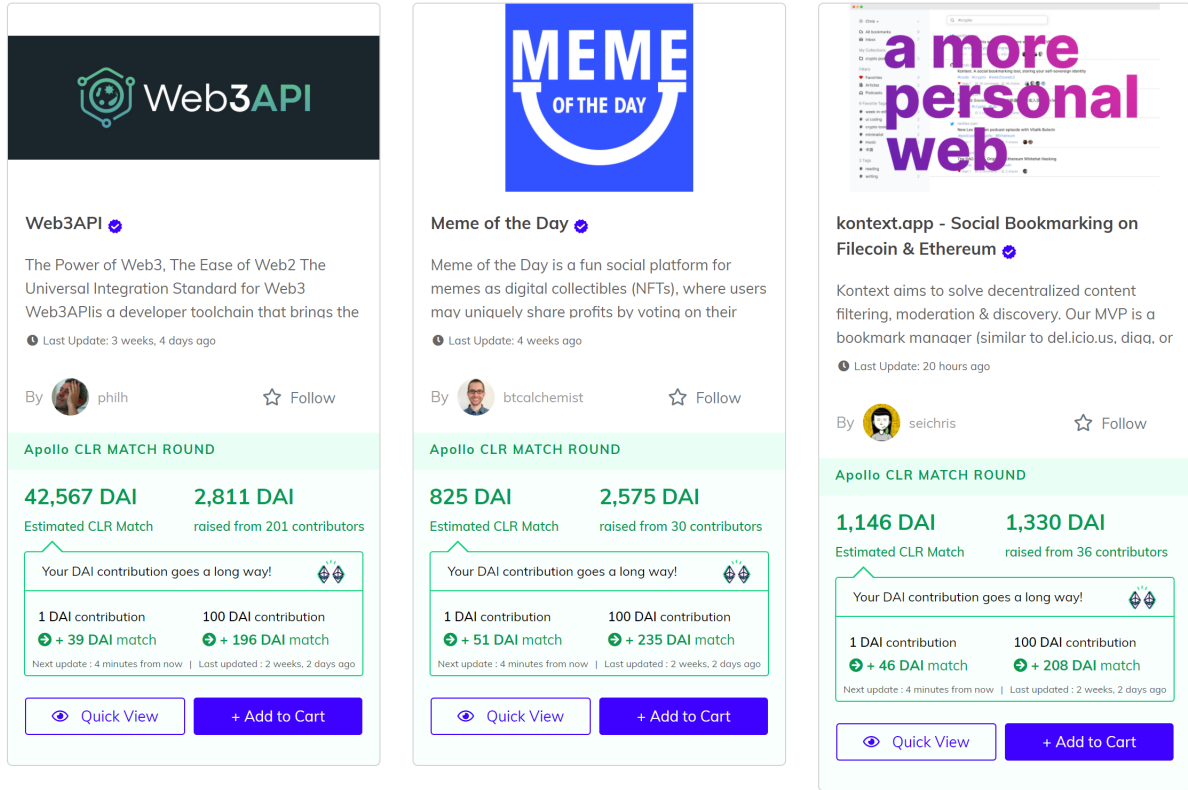 Web3API
Web3API
The Power of Web3, The Ease of Web2 The
Universal Integration Standard for Web3
Web3APIis a developer toolchain that brings the
Last Update: 3 weeks, 4 days ago
By philh
Follow
Apollo CLR MATCH ROUND
42,567 DAI
2,811 DAI
Estimated CLR Match
raised from 201 contributors
Your DAI contribution goes a long way!
1 DAI contribution
100 DAI contribution
+ 39 DAI match
+ 196 DAI match
Next update : 4 minutes from now | Last updated : 2 weeks, 2 days ago
Quick View
+ Add to Cart
MEME
OF THE DAY
Meme of the Day
Meme of the Day is a fun social platform for
memes as digital collectibles (NFTs), where users
may uniquely share profits by voting on their
Last Update: 4 weeks ago
By btcalchemist
Follow
Apollo CLR MATCH ROUND
825 DAI
2,575 DAI
Estimated CLR Match
raised from 30 contributors
Your DAI contribution goes a long way!
1 DAI contribution
100 DAI contribution
+ 51 DAI match
+ 235 DAI match
Next update : 4 minutes from now | Last updated : 2 weeks, 2 days ago
Quick View
+ Add to Cart
a more
personal
web
Chris
All bookmarks
Inbox
My Collections
Filters
Favorites
Articles
Podcasts
music
reading
writing
kontext.app - Social Bookmarking on
Filecoin & Ethereum
Kontext aims to solve decentralized content
filtering, moderation & discovery. Our MVP is a
bookmark manager (similar to del.icio.us, digg, or
Last Update: 20 hours ago
By seichris
Follow
Apollo CLR MATCH ROUND
1,146 DAI
1,330 DAI
Estimated CLR Match
raised from 36 contributors
Your DAI contribution goes a long way!
1 DAI contribution
100 DAI contribution
+ 46 DAI match
+ 208 DAI match
Next update : 4 minutes from now | Last updated : 2 weeks, 2 days ago
Quick View
+ Add to Cart